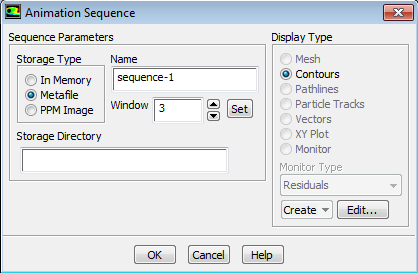 Animation Sequence
Sequence Parameters
Storage Type
In Memory
Metafile
PPM Image
Name
sequence-1
Window 3 Set
Storage Directory
Display Type
Mesh
Contours
Pathlines
Particle Tracks
Vectors
XY Plot
Monitor
Monitor Type
Residuals
Create Edit...
OK Cancel Help